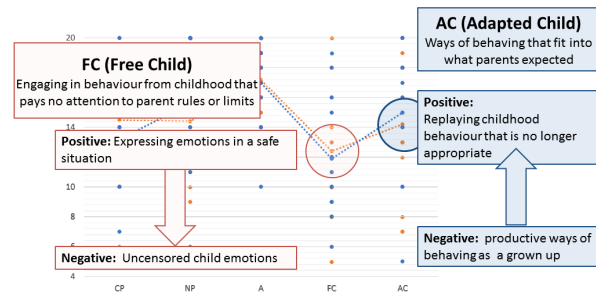 FC (Free Child)
Engaging in behaviour from childhood that
pays no attention to parent rules or limits
AC (Adapted Child)
Ways of behaving that fit into
what parents expected
Positive: Expressing emotions in a safe
situation
Positive:
Replaying childhood
behaviour that is no longer
appropriate
Negative: Uncensored child emotions
Negative: productive ways of
behaving as a grown up
20
14
10
8
6
4
CP
NP
A
FC
AC